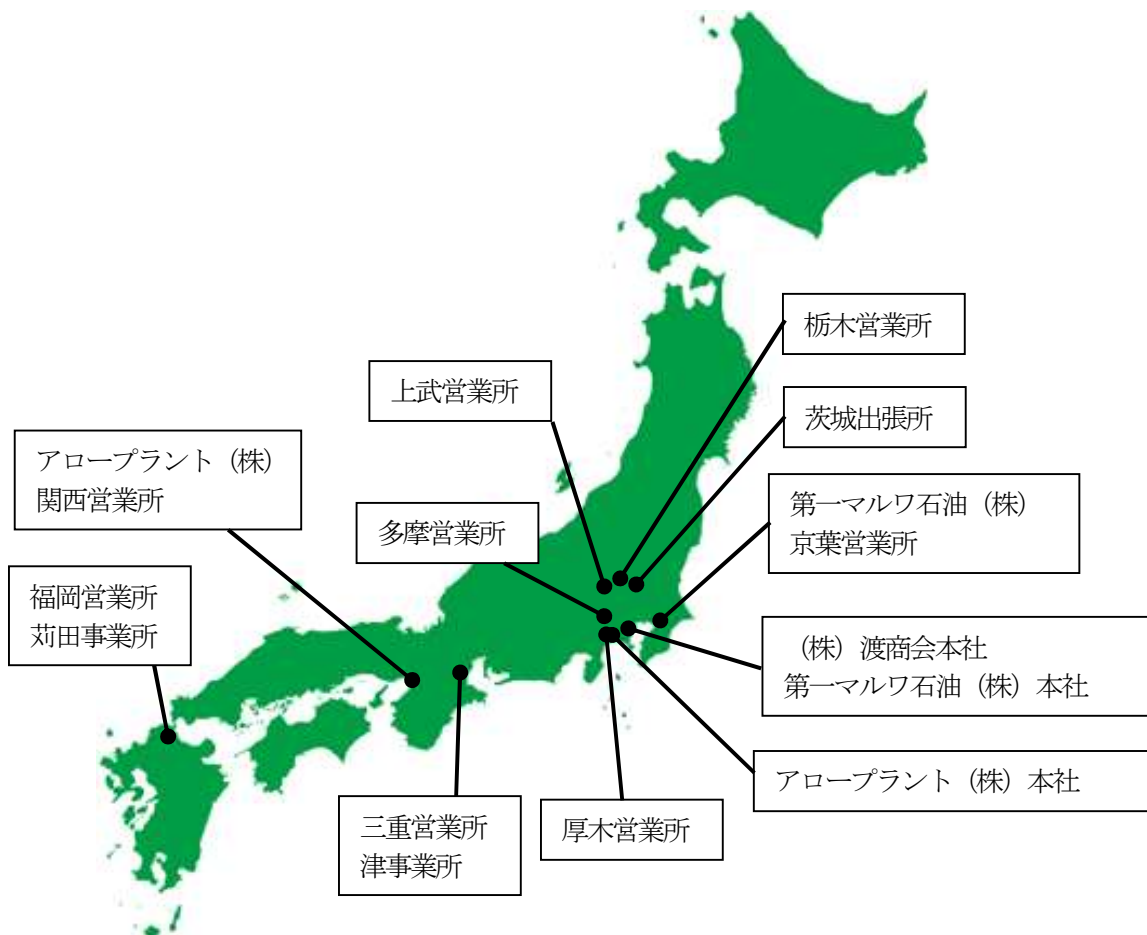 栃木営業所
上武営業所
茨城出張所
アロープラント（株）
関西営業所
多摩営業所
第一マルワ石油（株）
京葉営業所
福岡営業所
苅田事業所
（株）渡商会本社
第一マルワ石油（株）本社
アロープラント（株）本社
三重営業所
津事業所
厚木営業所